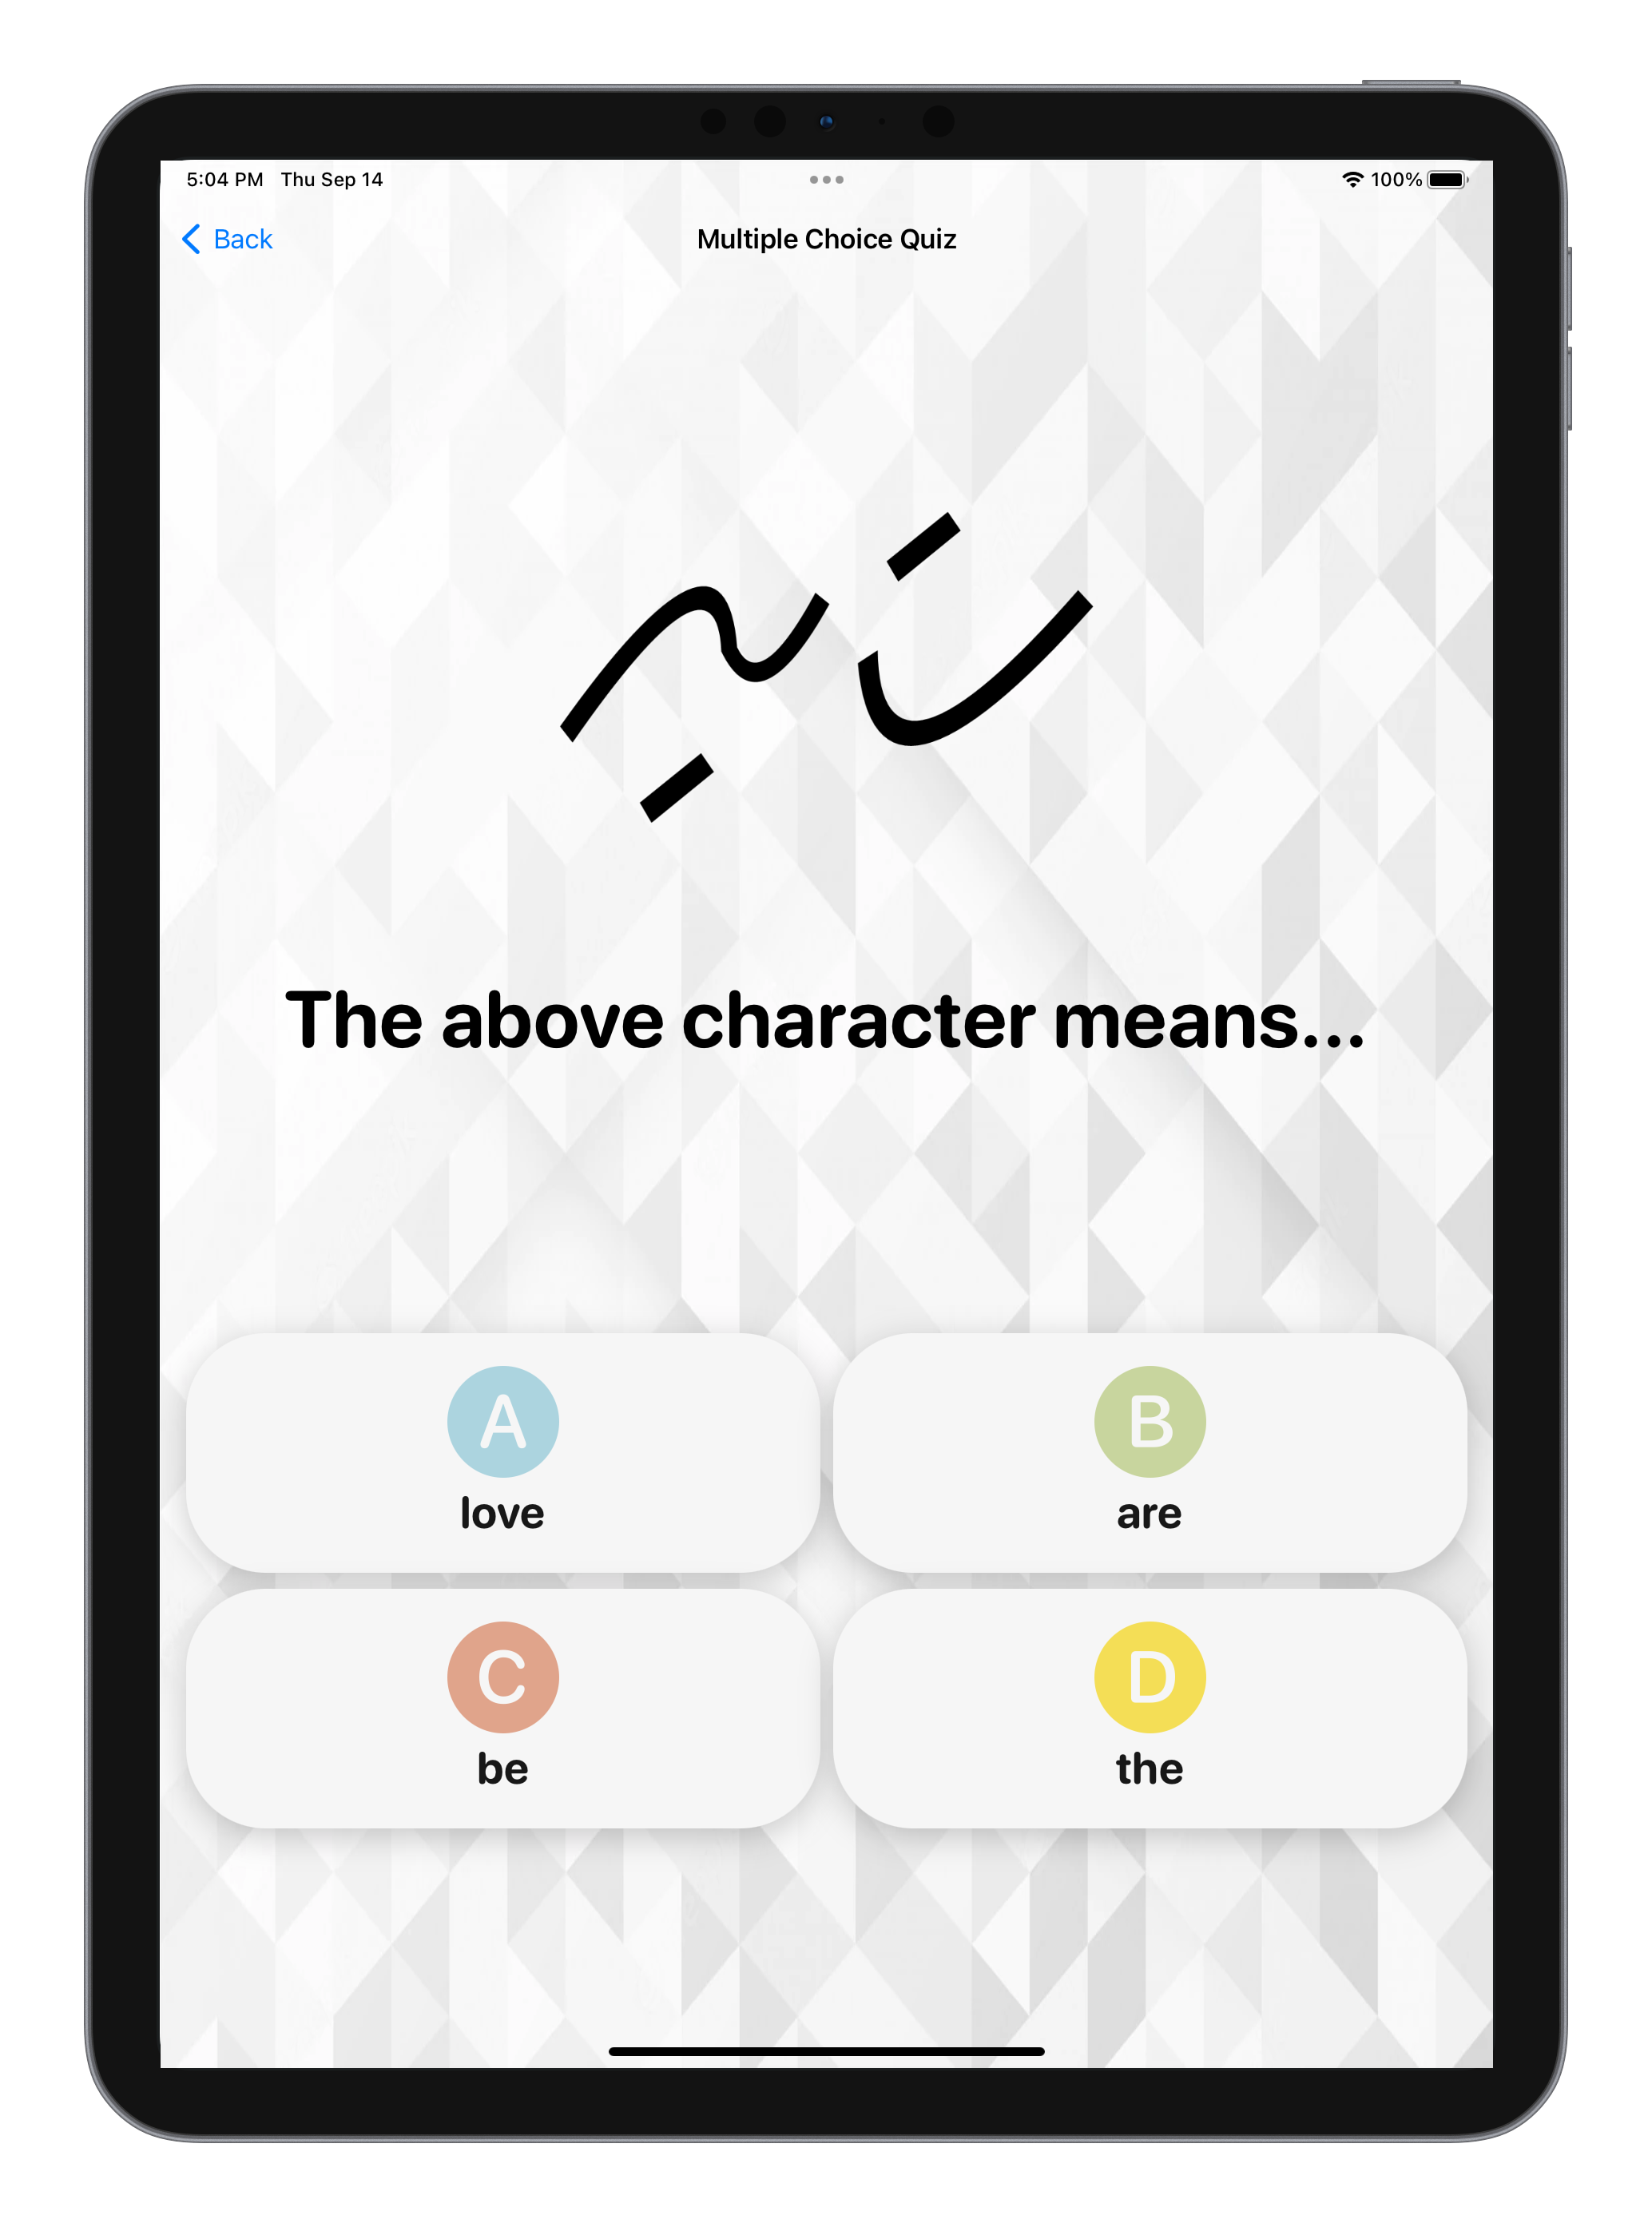 5:04 PM Thu Sep 14
100%
Back
Multiple Choice Quiz
The above character means...
A
love
B
are
C
be
D
the